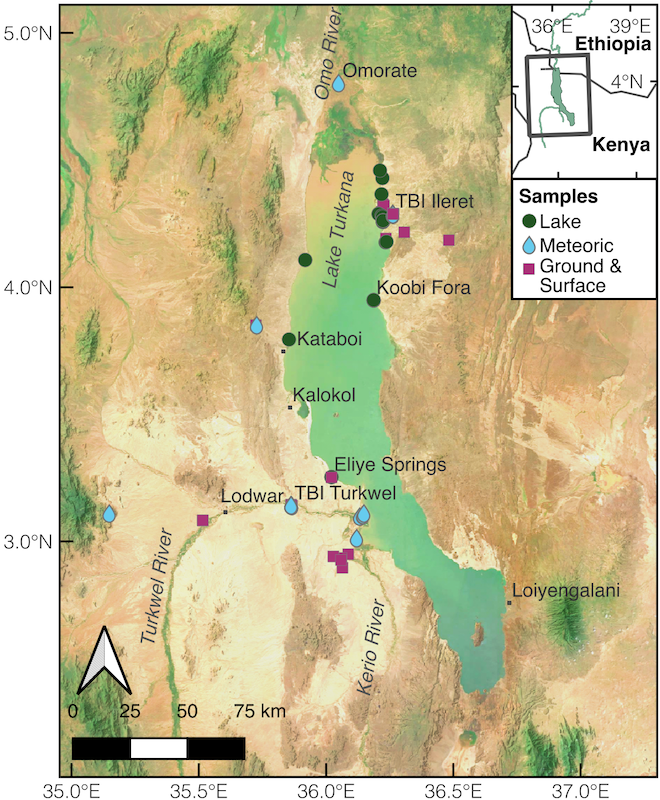 5.0°N
4.0°N
3.0°N
35.0°E
35.5°E
36.0°E
36.5°E
37.0°E
Omo River
Omorate
Lake Turkana
TBI Ileret
Koobi Fora
Kataboi
Kalokol
Eliye Springs
Lodwar
TBI Turkwel
Turkwel River
Kerio River
Loiyengalani
0 25 50 75 km
36°E 39°E
Ethiopia
4°N
Kenya
Samples
Lake
Meteoric
Ground &
Surface